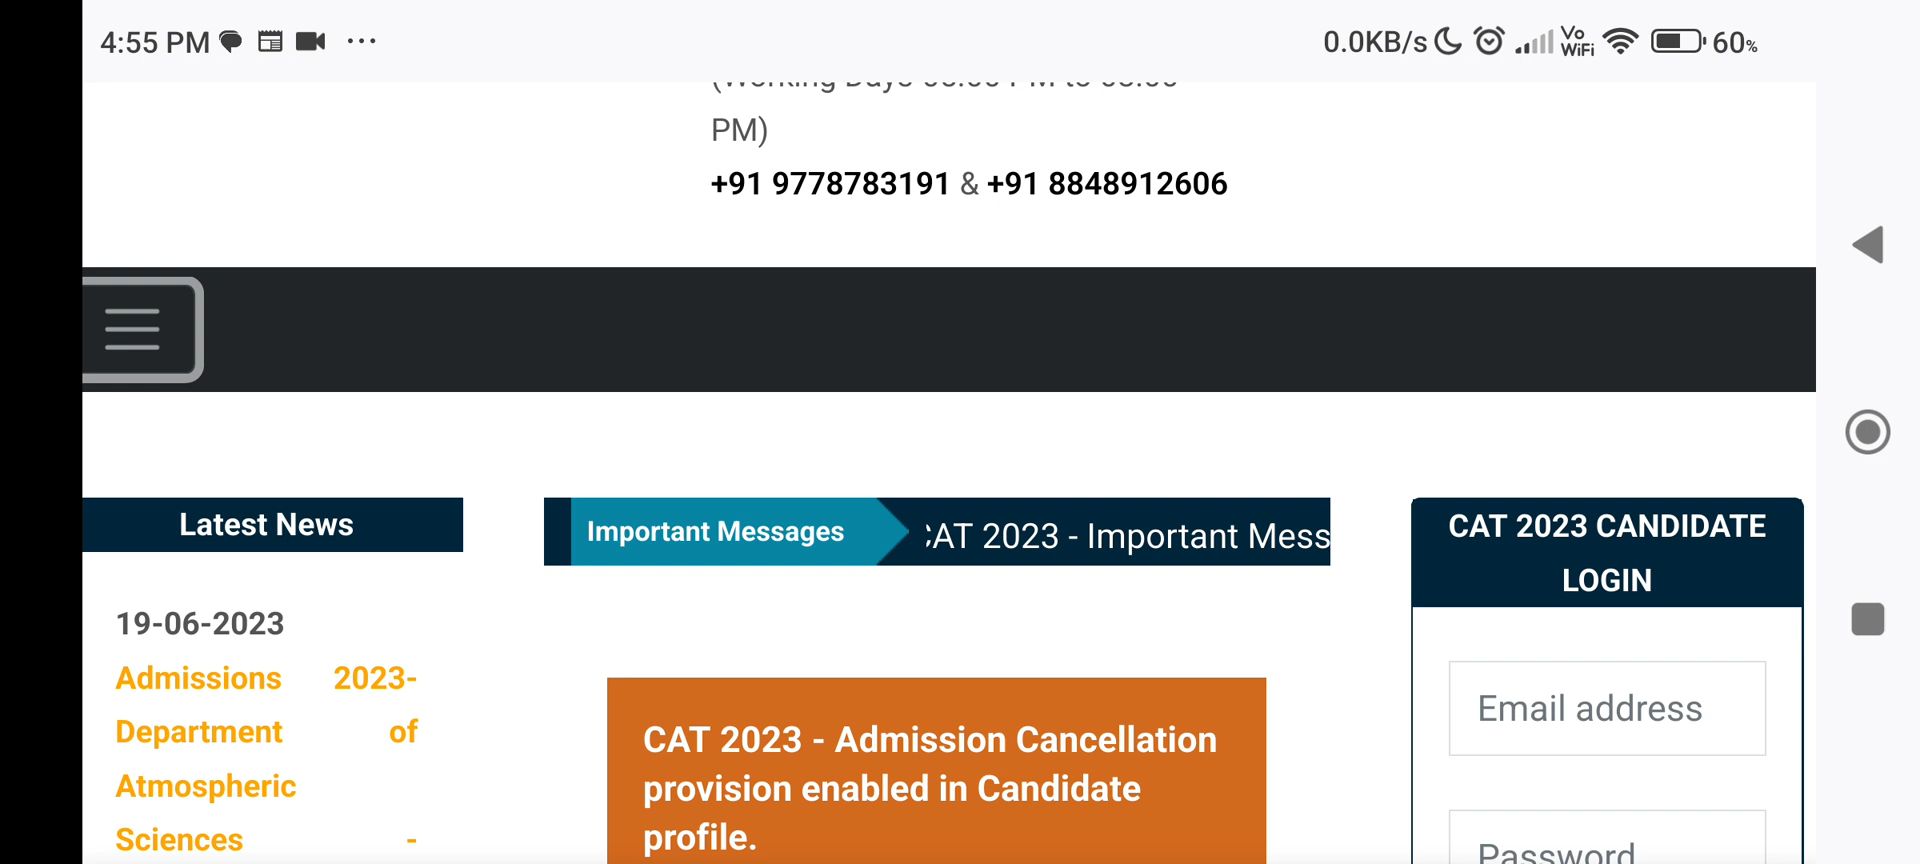 4:55 PM
0.0KB/s
Vo
WiFi
60%
PM)
+91 9778783191 & +91 8848912606
Latest News
19-06-2023
Admissions 2023-
Department of
Atmospheric
Sciences -
Important Messages
CAT 2023 - Important Mess
CAT 2023 - Admission Cancellation
provision enabled in Candidate
profile.
CAT 2023 CANDIDATE
LOGIN
Email address
Password